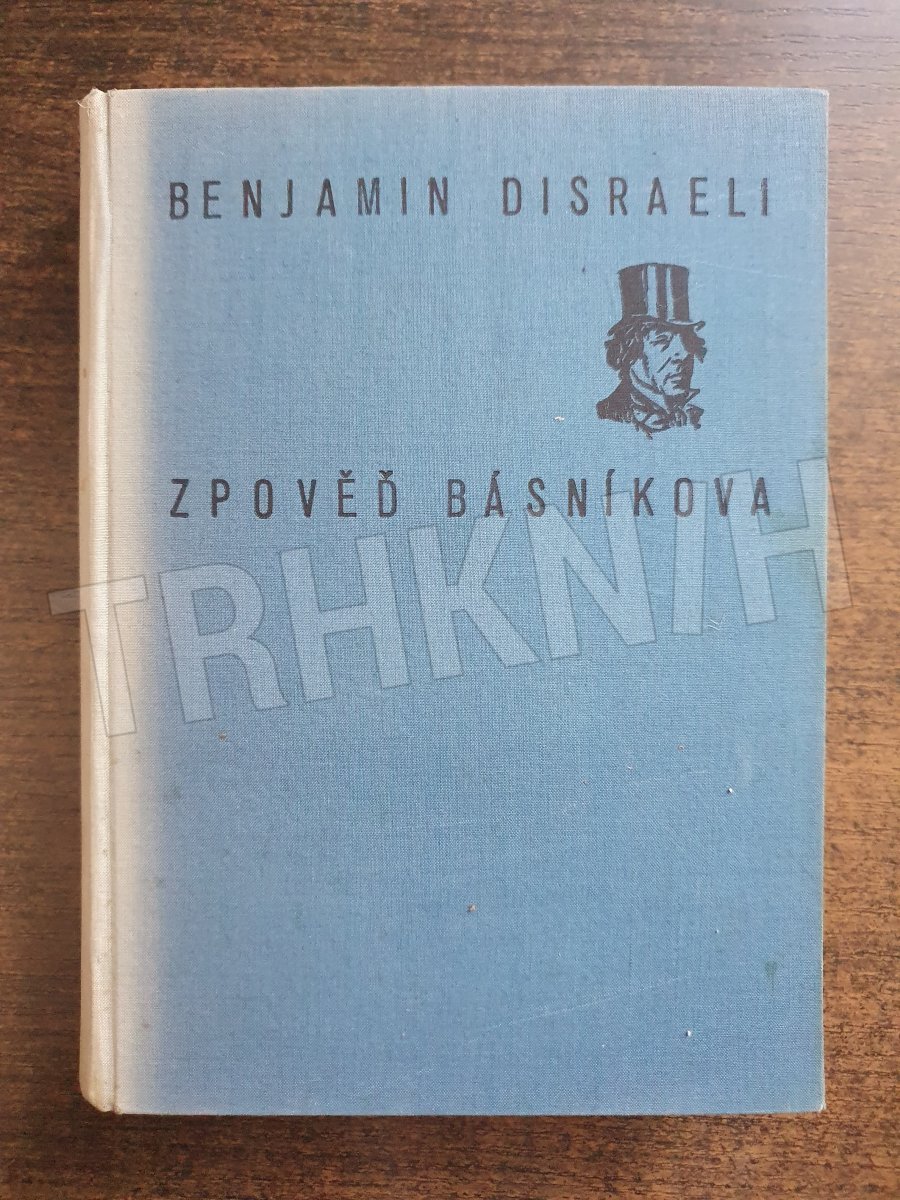 BENJAMIN DISRAELI
ZPOVĚĎ BÁSNÍKOVA
TRHKNIH